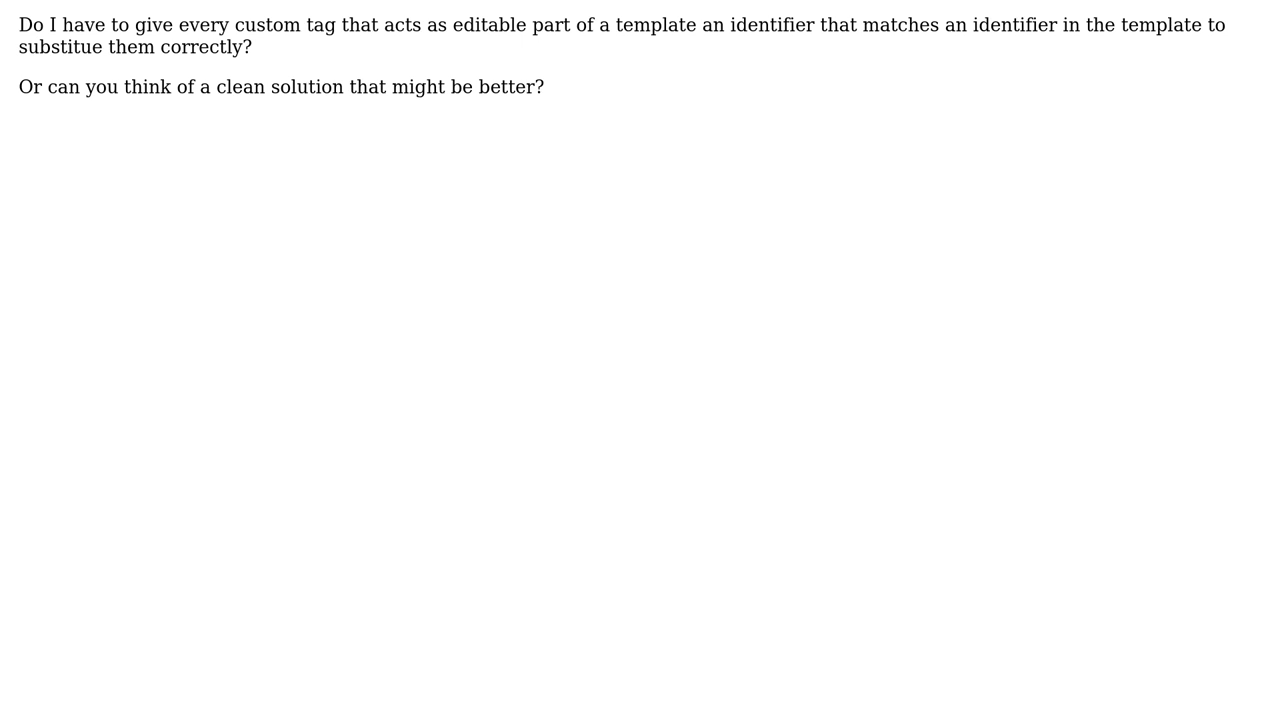 Do I have to give every custom tag that acts as editable part of a template an identifier that matches an identifier in the template to
substitue them correctly?
Or can you think of a clean solution that might be better?